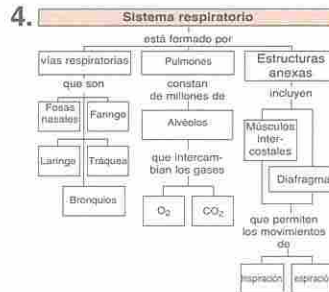 4.
Sistema respiratorio
está formado por
vías respiratorias
Pulmones
Estructuras
anexas
que son
constan
de millones de
incluyen
Fosas
nasales
Faringe
Alvéolos
Músculos
Inter-
costales
Laringe
Tráquea
que intercam-
bian los gases
Diafragma
Bronquios
O₂
CO₂
que permiten
los movimientos
de
Inspiración
espiración